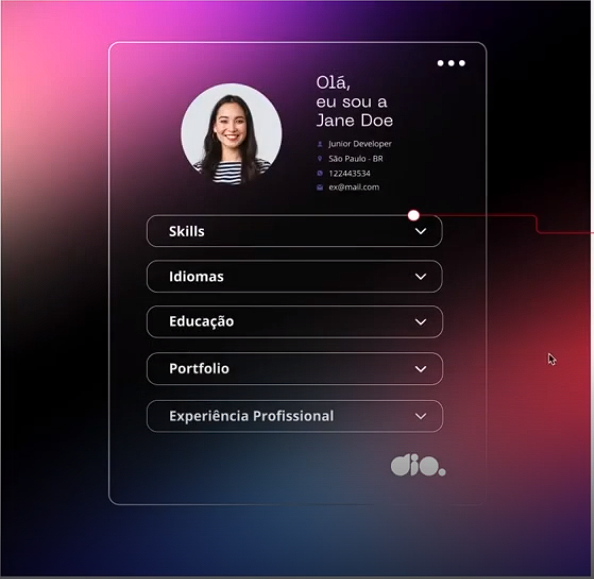 Olá,
eu sou a
Jane Doe
Junior Developer
São Paulo - BR
122443534
ex@mail.com
Skills
Idiomas
Educação
Portfolio
Experiência Profissional
dio.